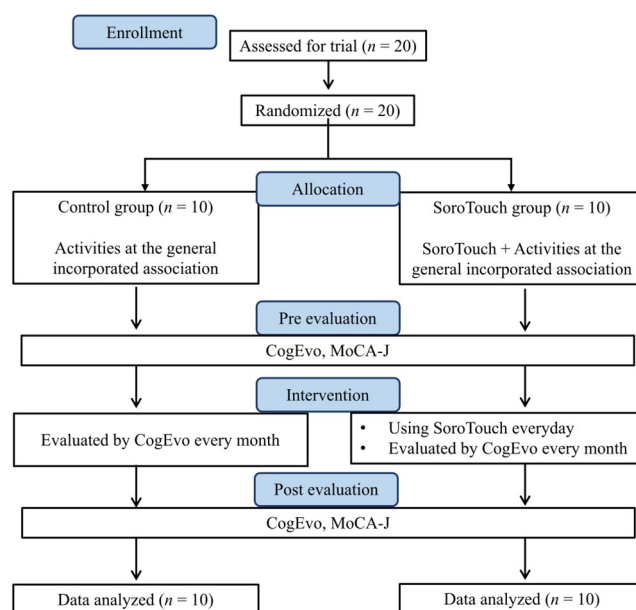 Enrollment
Assessed for trial (n = 20)
Randomized (n = 20)
Allocation
Control group (n = 10)
Activities at the general
incorporated association
SoroTouch group (n = 10)
SoroTouch + Activities at the
general incorporated association
Pre evaluation
CogEvo, MoCA-J
Intervention
Evaluated by CogEvo every month
• Using SoroTouch everyday
• Evaluated by CogEvo every month
Post evaluation
CogEvo, MoCA-J
Data analyzed (n = 10)
Data analyzed (n = 10)